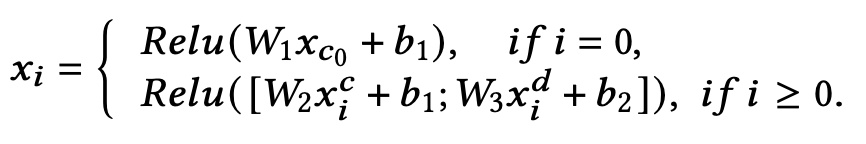 x_i = { Relu(W_1 x_{c_0} + b_1), if i = 0,
Relu([W_2 x_i^c + b_1; W_3 x_i^d + b_2]), if i ≥ 0.